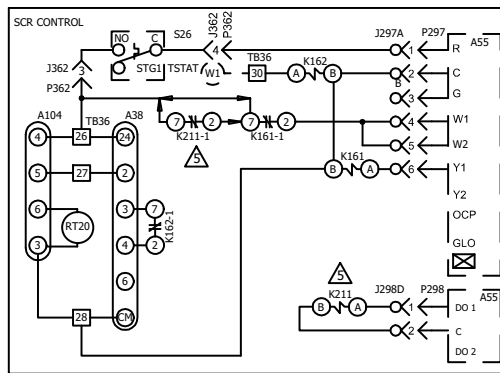 SCR CONTROL
NO C S26
J362 P362
J297A P297
A55
4
1 R
STG1 TSTAT
W1
TB36
30
K162
A B
2 C
B
J362
3
P362
3 G
A104
TB36
A38
7 2
K211-1
7 2
K161-1
4 W1
5
5 W2
4 26 24
K161
B A
6 Y1
5 27 2
Y2
6 RT20 3
7
K162-1
2
OCP
3 4
GLO
6
5
J298D P298
A55
K211
B A
1 DO 1
28 CM
2 C
DO 2